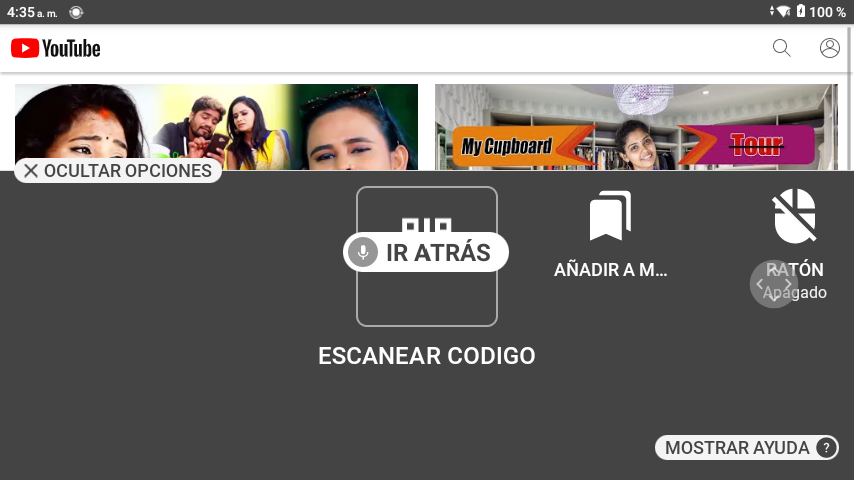 4:35 a. m.
100 %
YouTube
My Cupboard
Tour
OCULTAR OPCIONES
IR ATRÁS
AÑADIR A M...
RATÓN
Apagado
ESCANEAR CODIGO
MOSTRAR AYUDA ?